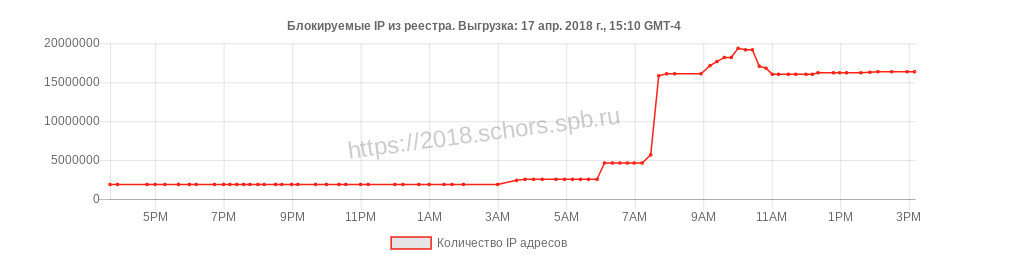 Блокируемые IP из реестра. Выгрузка: 17 апр. 2018 г., 15:10 GMT-4
20000000
15000000
10000000
5000000
0
https://2018.schors.spb.ru
5PM 7PM 9PM 11PM 1AM 3AM 5AM 7AM 9AM 11AM 1PM 3PM
Количество IP адресов